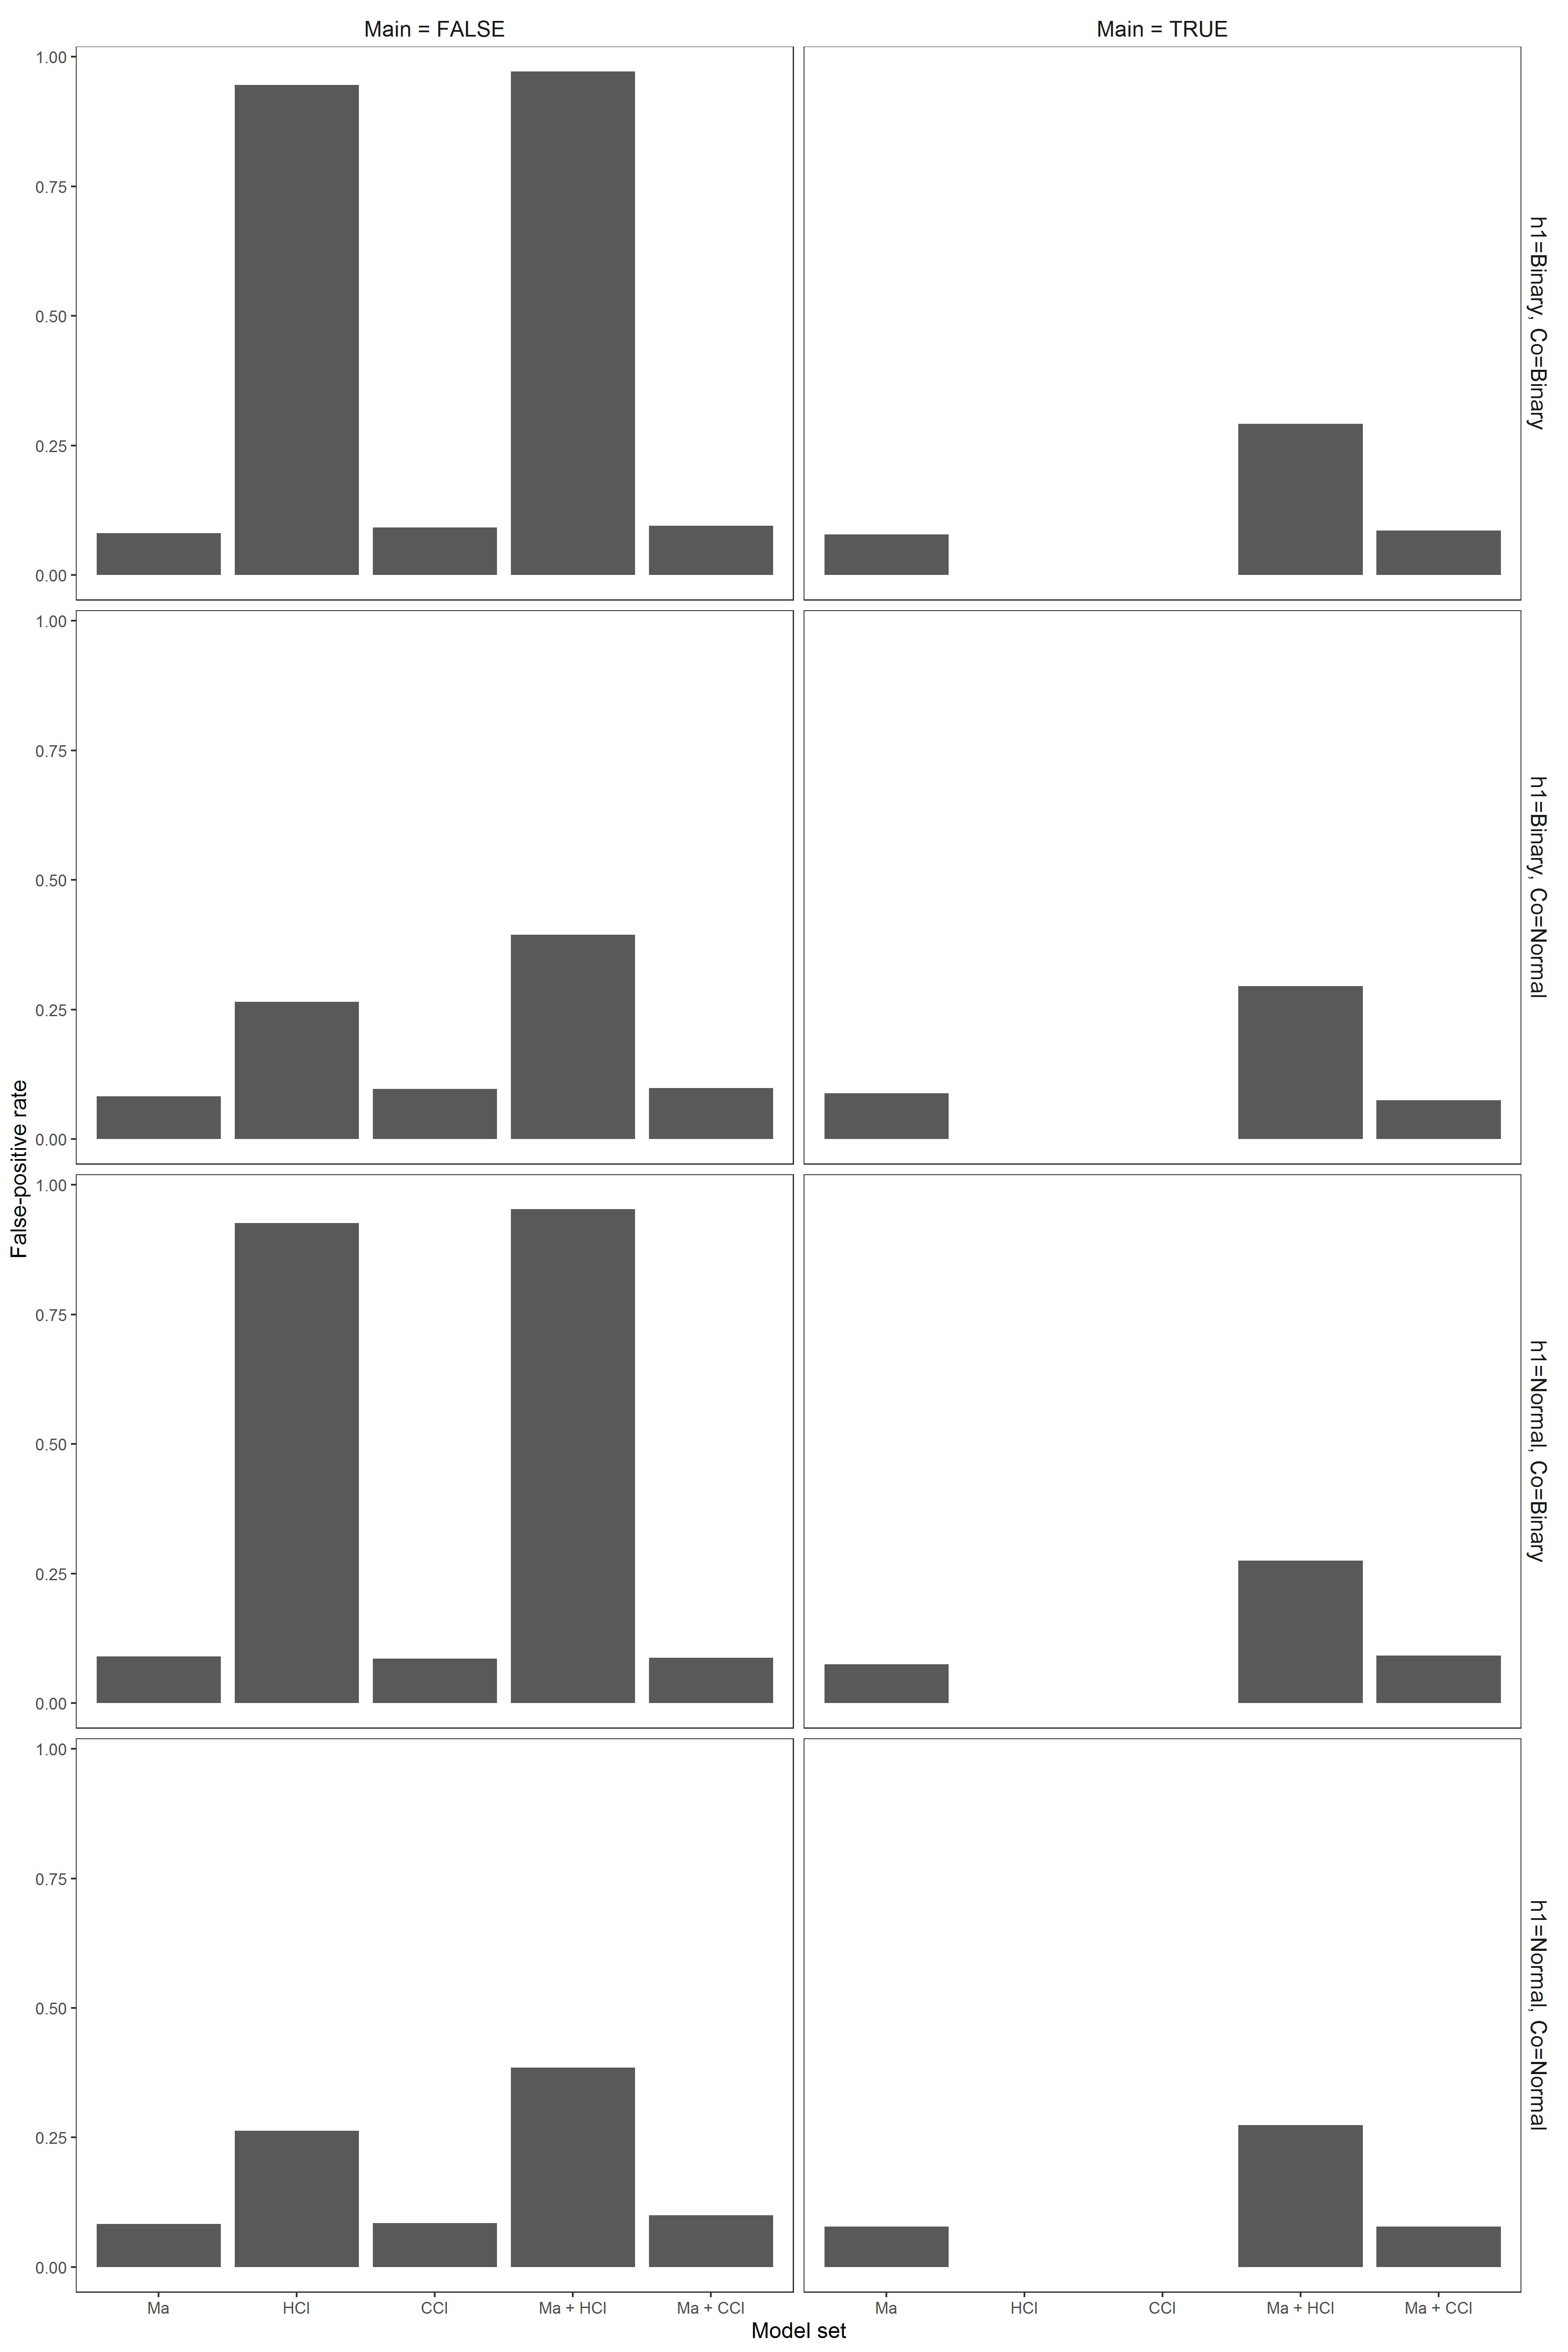 Main = FALSE
Main = TRUE
1.00
0.75
0.50
0.25
0.00
h1=Binary, Co=Binary
1.00
0.75
0.50
0.25
0.00
h1=Binary, Co=Normal
False-positive rate
1.00
0.75
0.50
0.25
0.00
h1=Normal, Co=Binary
1.00
0.75
0.50
0.25
0.00
h1=Normal, Co=Normal
Ma HCI CCI Ma + HCI Ma + CCI
Ma HCI CCI Ma + HCI Ma + CCI
Model set